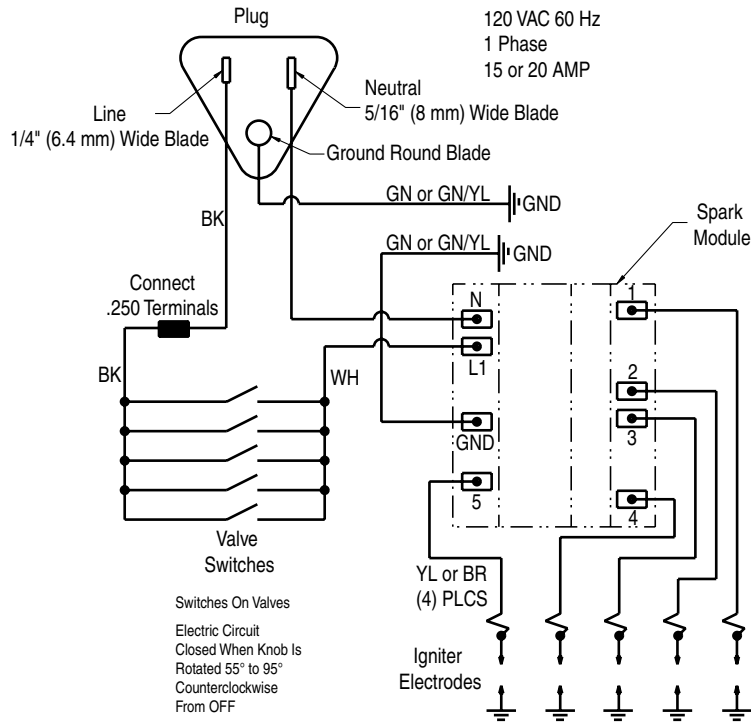 Plug
120 VAC 60 Hz
1 Phase
15 or 20 AMP
Line
1/4" (6.4 mm) Wide Blade
Neutral
5/16" (8 mm) Wide Blade
Ground Round Blade
GN or GN/YL
GND
BK
GN or GN/YL
GND
Spark
Module
Connect
.250 Terminals
N
1
L1
BK
WH
2
3
GND
5
4
Valve
Switches
YL or BR
(4) PLCS
Switches On Valves
Electric Circuit
Closed When Knob Is
Rotated 55° to 95°
Counterclockwise
From OFF
Igniter
Electrodes